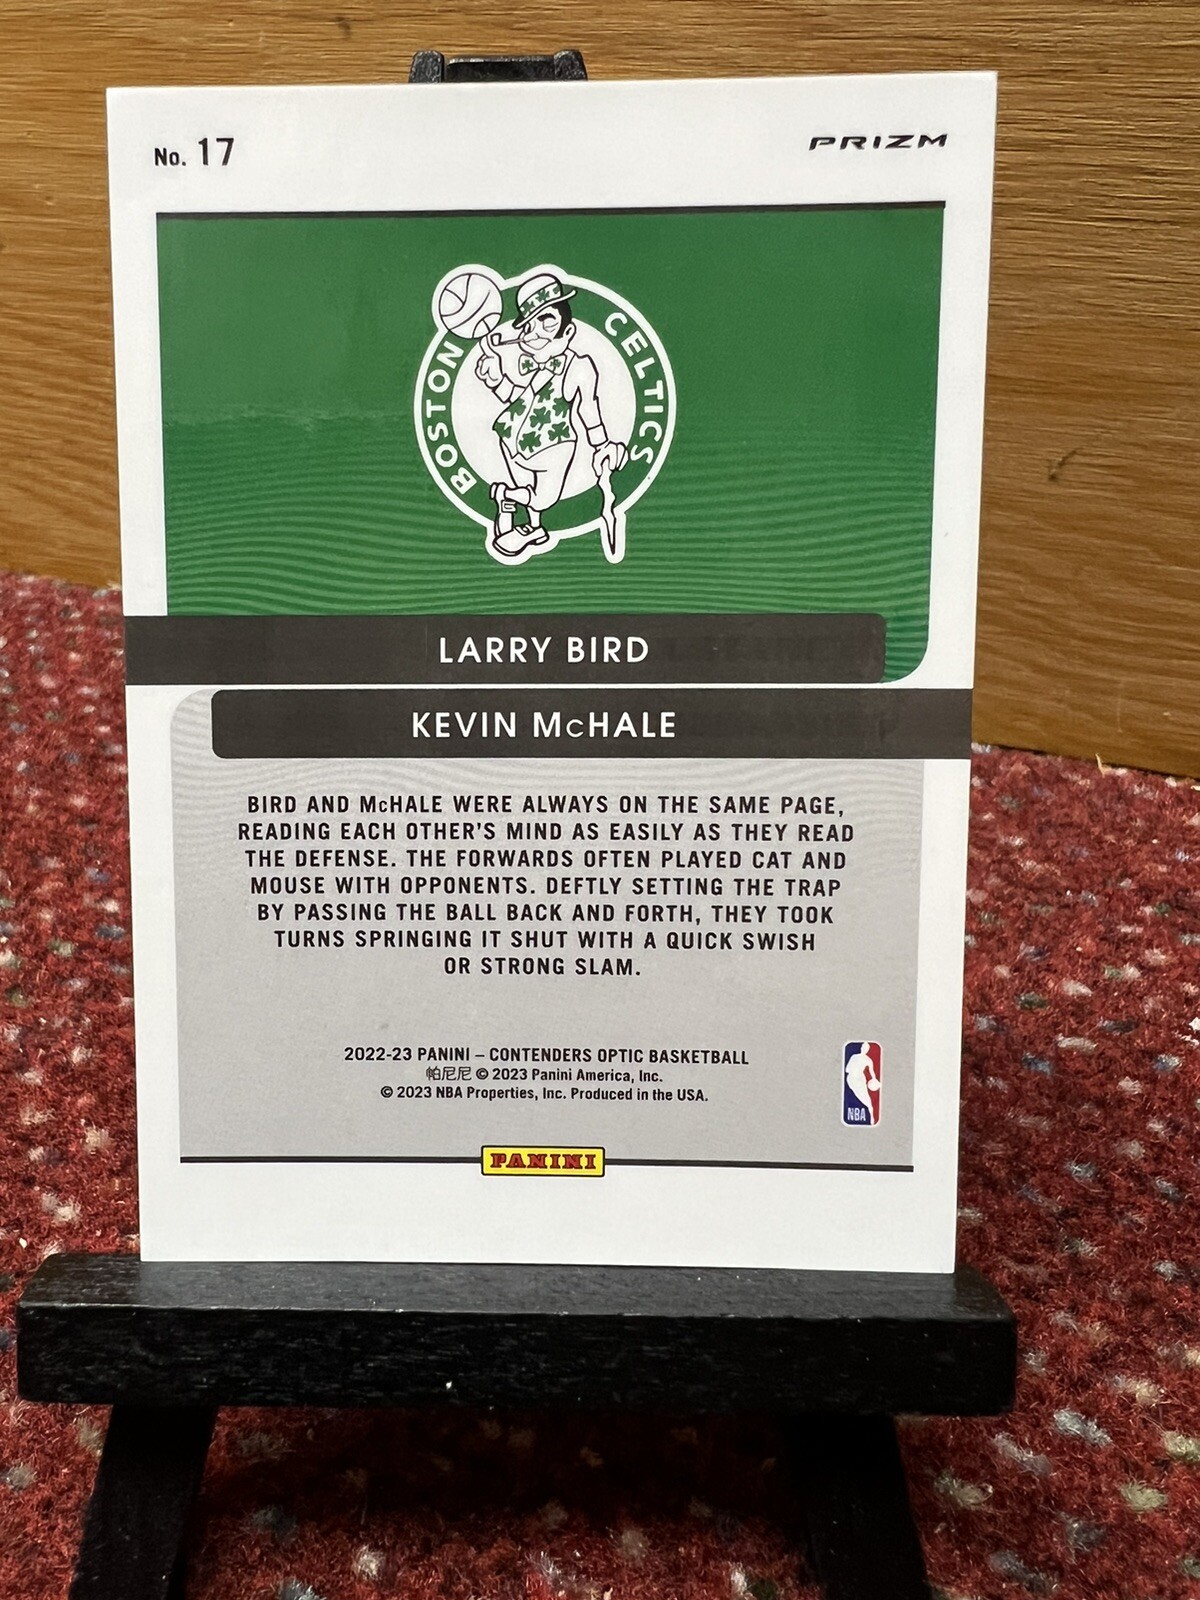 No. 17
PRIZM
BOSTON CELTICS
LARRY BIRD
KEVIN McHALE
BIRD AND McHALE WERE ALWAYS ON THE SAME PAGE,
READING EACH OTHER'S MIND AS EASILY AS THEY READ
THE DEFENSE. THE FORWARDS OFTEN PLAYED CAT AND
MOUSE WITH OPPONENTS. DEFTLY SETTING THE TRAP
BY PASSING THE BALL BACK AND FORTH, THEY TOOK
TURNS SPRINGING IT SHUT WITH A QUICK SWISH
OR STRONG SLAM.
2022-23 PANINI – CONTENDERS OPTIC BASKETBALL
帕尼尼 © 2023 Panini America, Inc.
© 2023 NBA Properties, Inc. Produced in the USA.
NBA
PANINI